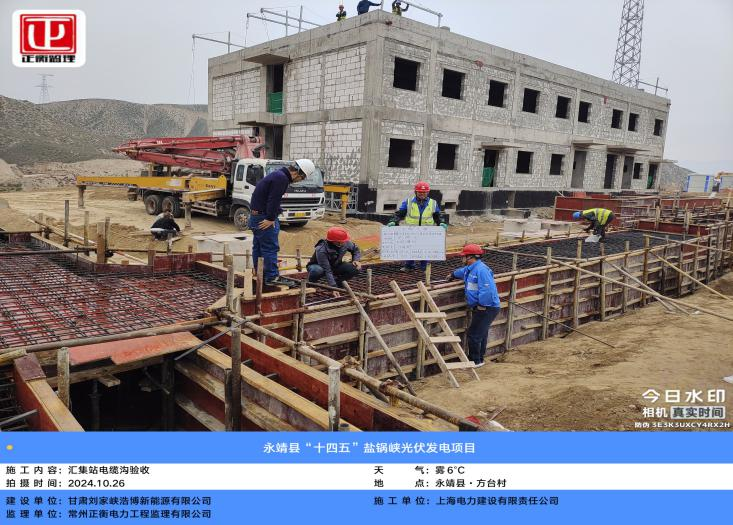 正衡监理
今日水印
相机 真实时间
防伪 3E3K3UXCY4RX2H
永靖县“十四五”盐锅峡光伏发电项目
施工内容：汇集站电缆沟验收
天气：雾 6℃
拍摄时间：2024.10.26
地点：永靖县·方台村
建设单位：甘肃刘家峡浩博新能源有限公司
施工单位：上海电力建设有限责任公司
监理单位：常州正衡电力工程监理有限公司